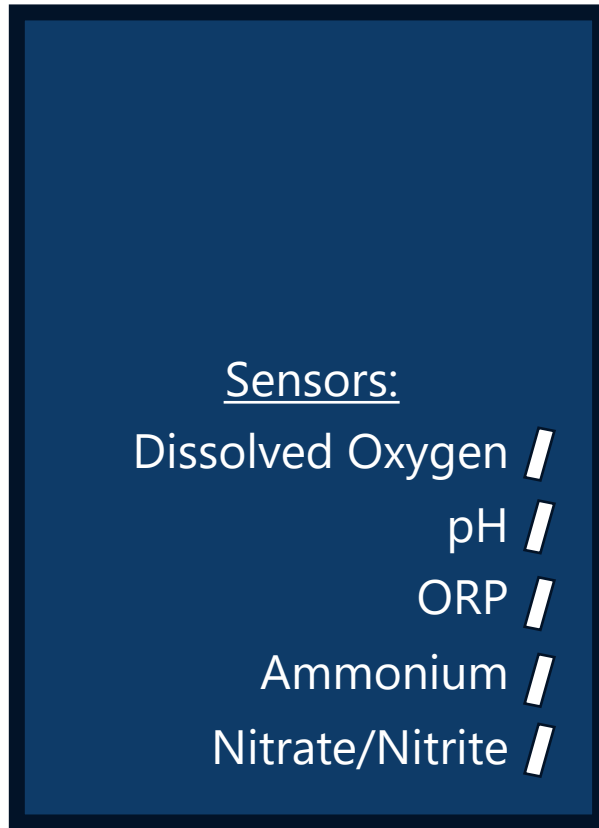 Sensors:
Dissolved Oxygen
pH
ORP
Ammonium
Nitrate/Nitrite